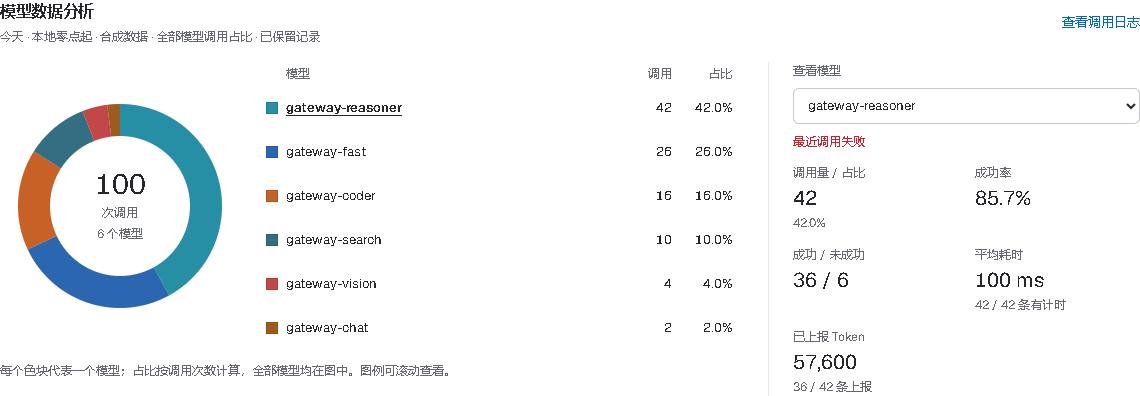 模型数据分析
今天 · 本地零点起 · 合成数据 · 全部模型调用占比 · 已保留记录
查看调用日志
100
次调用
6 个模型
模型 调用 占比
gateway-reasoner 42 42.0%
gateway-fast 26 26.0%
gateway-coder 16 16.0%
gateway-search 10 10.0%
gateway-vision 4 4.0%
gateway-chat 2 2.0%
每个色块代表一个模型；占比按调用次数计算，全部模型均在图中。图例可滚动查看。
查看模型
gateway-reasoner
最近调用失败
调用量 / 占比
42
42.0%
成功率
85.7%
成功 / 未成功
36 / 6
平均耗时
100 ms
42 / 42 条有计时
已上报 Token
57,600
36 / 42 条上报